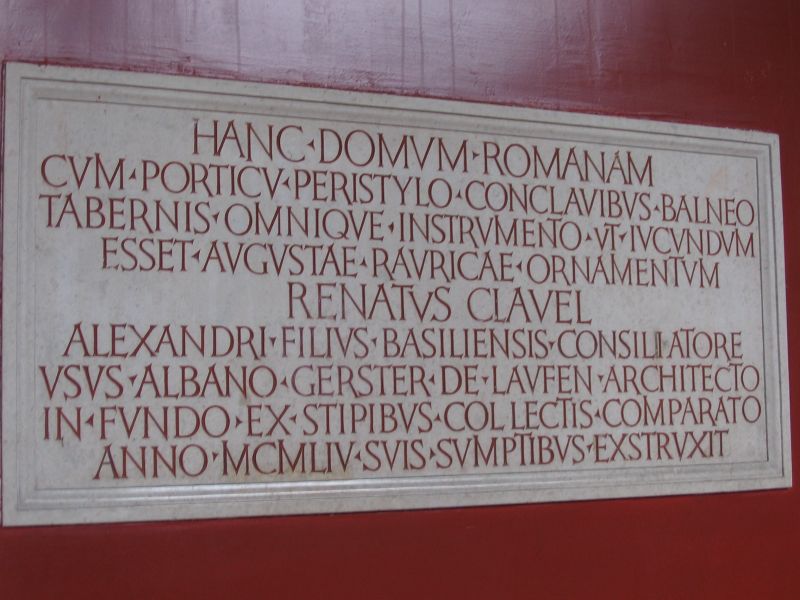 HANC·DOMVM·ROMANAM
CVM·PORTICV·PERISTYLO·CONCLAVIBVS·BALNEO
TABERNIS·OMNIQVE·INSTRVMENTO·VT·IVCVNDVM
ESSET·AVGVSTAE·RAVRICAE·ORNAMENTVM
RENATVS CLAVEL
ALEXANDRI·FILIVS·BASILIENSIS·CONSILIATORE
VSVS·ALBANO·GERSTER·DE·LAVFEN·ARCHITECTO
IN·FVNDO·EX·STIPIBVS·COLLECTIS·COMPARATO
ANNO·MCMLIV·SVIS·SVMPTIBVS·EXSTRVXIT